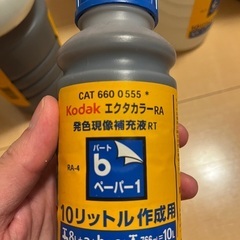 CAT 660 0555*
Kodak エクタカラーRA
発色現像補充液RT
パート
b
RA-4
ペーパー1
10リットル 作成用